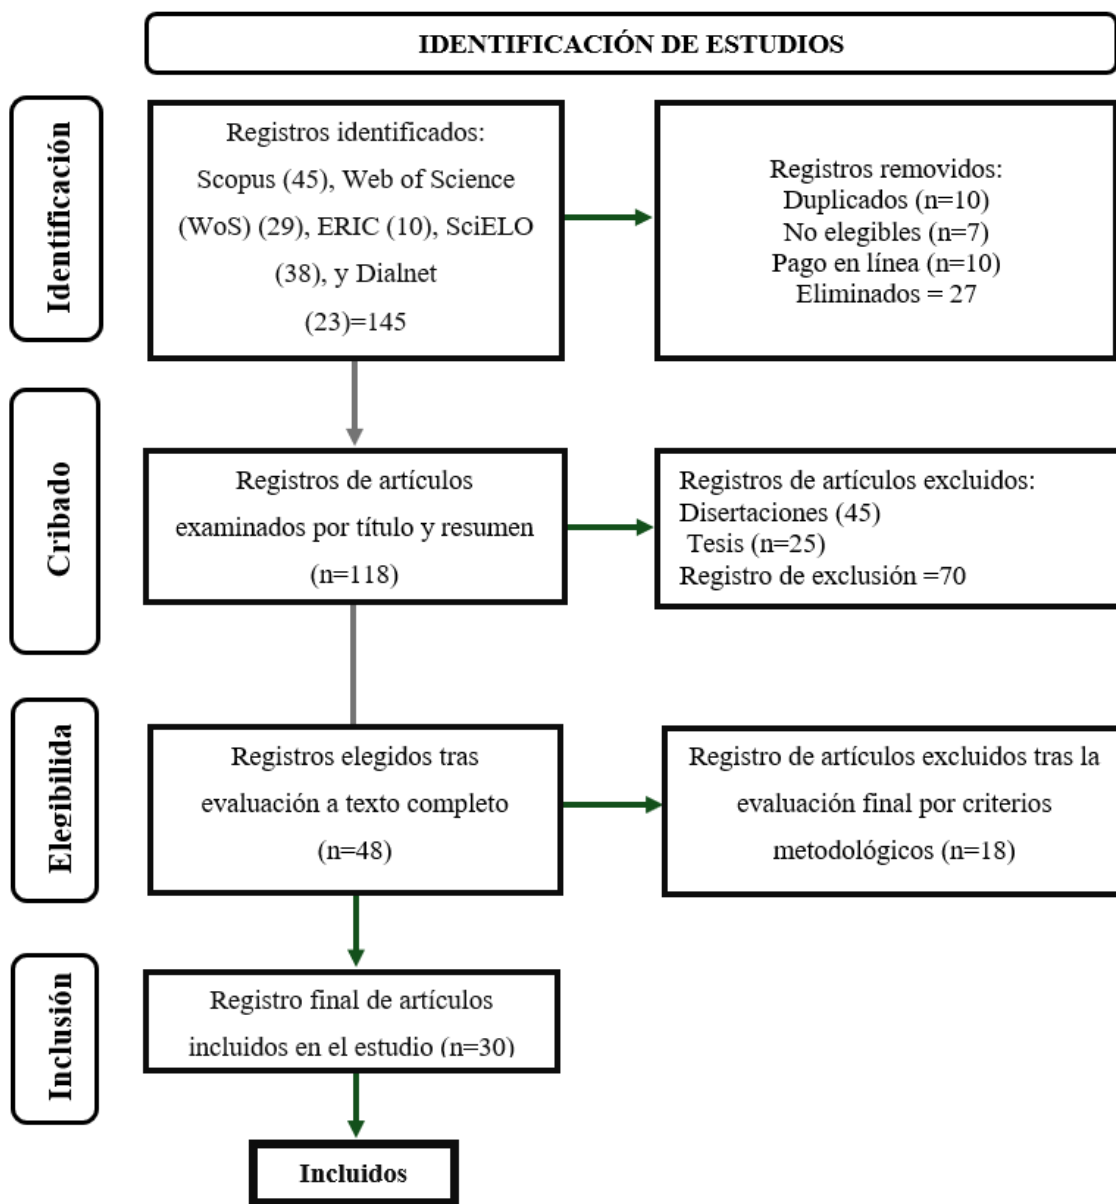 IDENTIFICACIÓN DE ESTUDIOS
Identificación
Registros identificados:
Scopus (45), Web of Science
(WoS) (29), ERIC (10), SciELO
(38), y Dialnet
(23)=145
Registros removidos:
Duplicados (n=10)
No elegibles (n=7)
Pago en línea (n=10)
Eliminados = 27
Cribado
Registros de artículos
examinados por título y resumen
(n=118)
Registros de artículos excluidos:
Disertaciones (45)
Tesis (n=25)
Registro de exclusión =70
Elegibilida
Registros elegidos tras
evaluación a texto completo
(n=48)
Registro de artículos excluidos tras la
evaluación final por criterios
metodológicos (n=18)
Inclusión
Registro final de artículos
incluidos en el estudio (n=30)
Incluidos